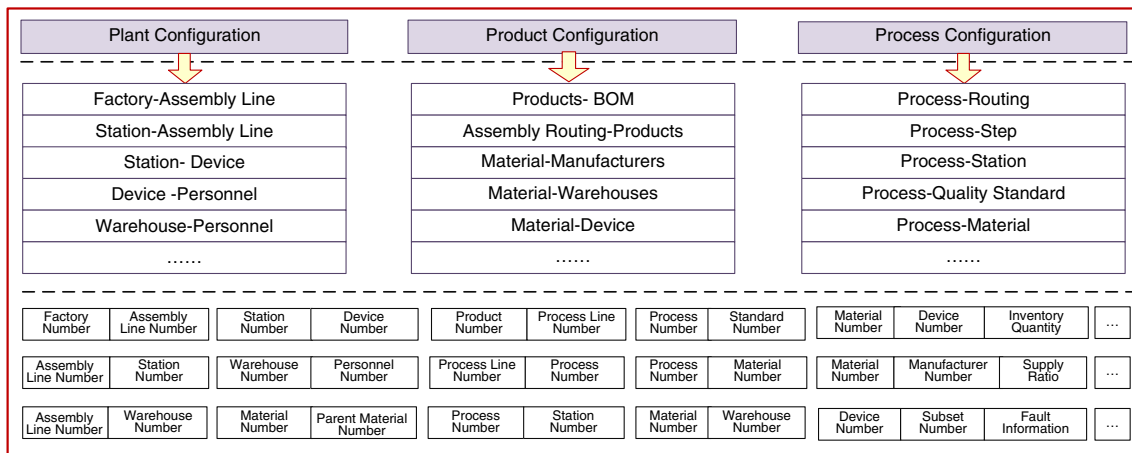 Plant Configuration
Product Configuration
Process Configuration
Factory-Assembly Line
Station-Assembly Line
Station- Device
Device -Personnel
Warehouse-Personnel
......
Products- BOM
Assembly Routing-Products
Material-Manufacturers
Material-Warehouses
Material-Device
......
Process-Routing
Process-Step
Process-Station
Process-Quality Standard
Process-Material
......
Factory
Number
Assembly
Line Number
Station
Number
Device
Number
Product
Number
Process Line
Number
Process
Number
Standard
Number
Material
Number
Device
Number
Inventory
Quantity
...
Assembly
Line Number
Station
Number
Warehouse
Number
Personnel
Number
Process Line
Number
Process
Number
Process
Number
Material
Number
Material
Number
Manufacturer
Number
Supply
Ratio
...
Assembly
Line Number
Warehouse
Number
Material
Number
Parent Material
Number
Process
Number
Station
Number
Material
Number
Warehouse
Number
Device
Number
Subset
Number
Fault
Information
...